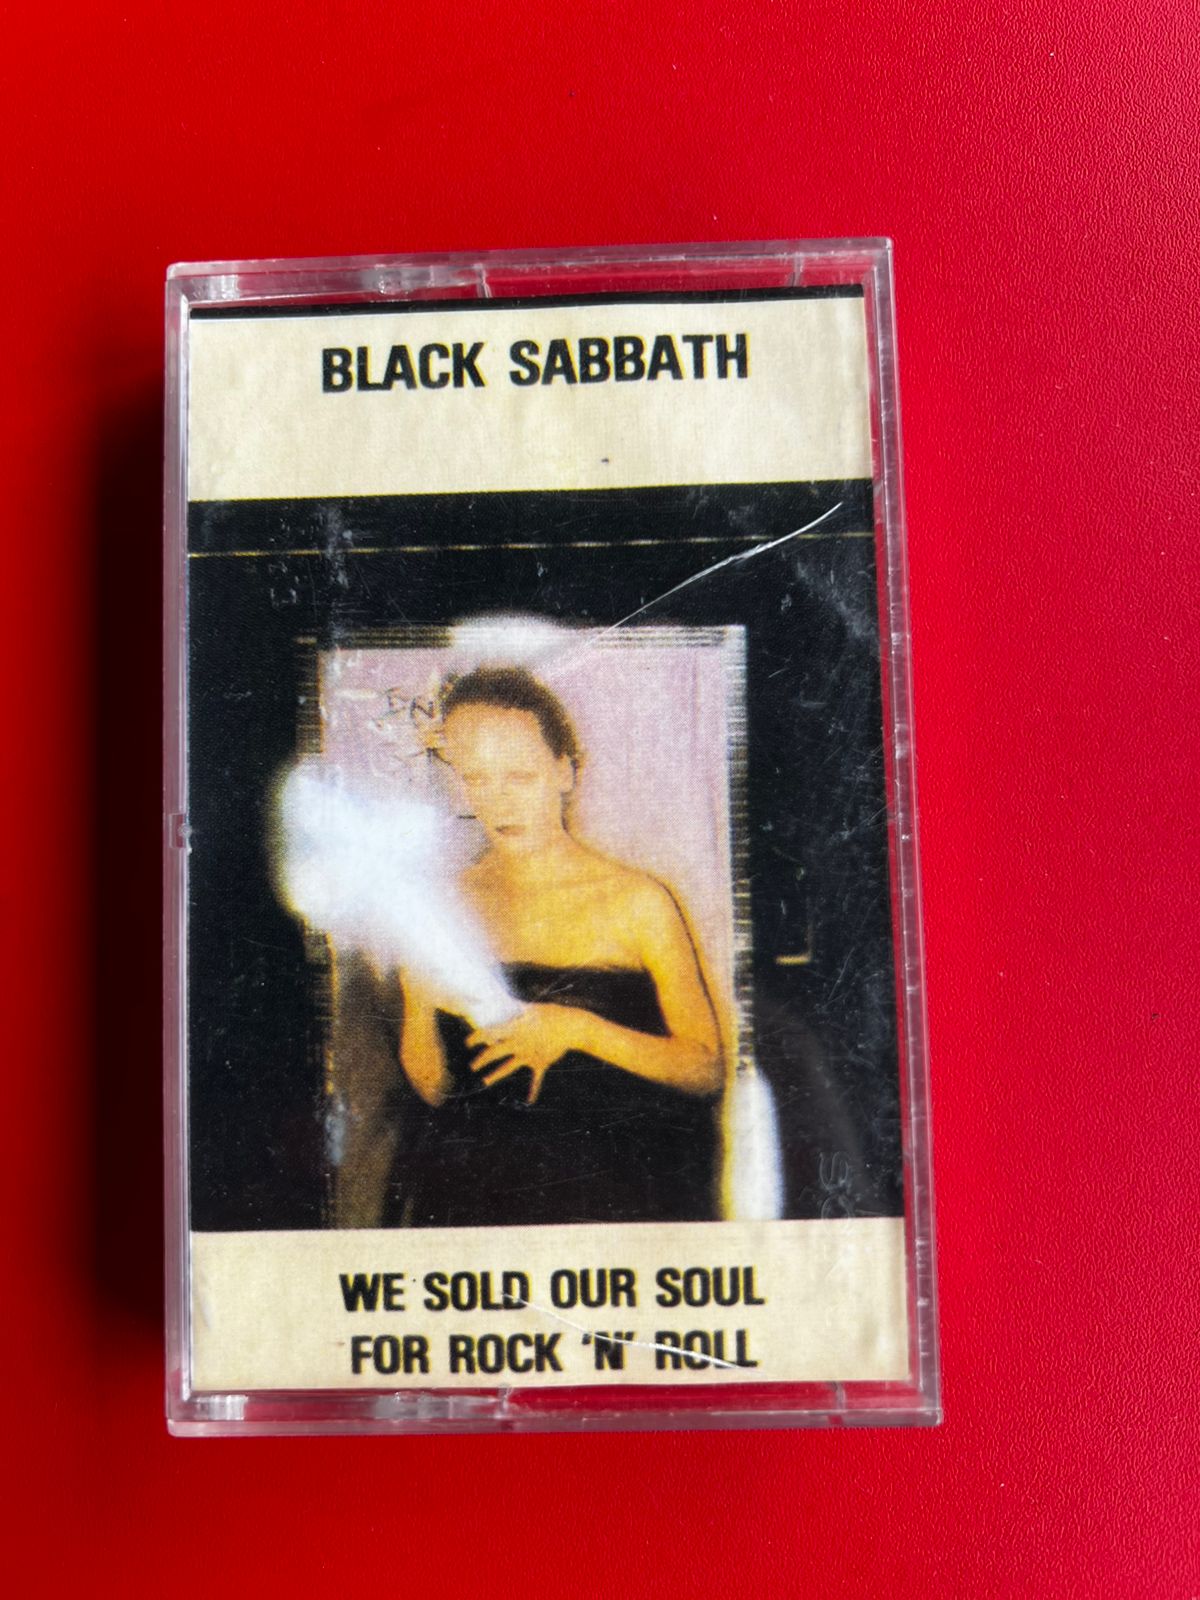 BLACK SABBATH
WE SOLD OUR SOUL
FOR ROCK 'N' ROLL